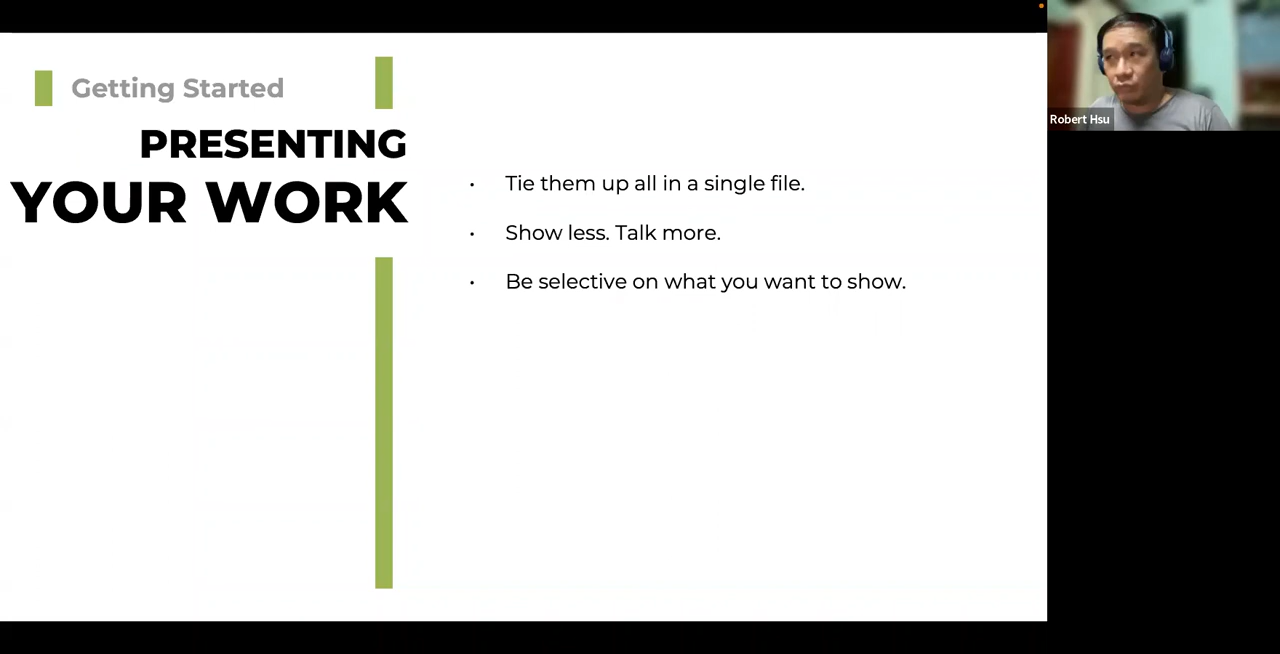 Getting Started
PRESENTING
YOUR WORK
• Tie them up all in a single file.
• Show less. Talk more.
• Be selective on what you want to show.
Robert Hsu